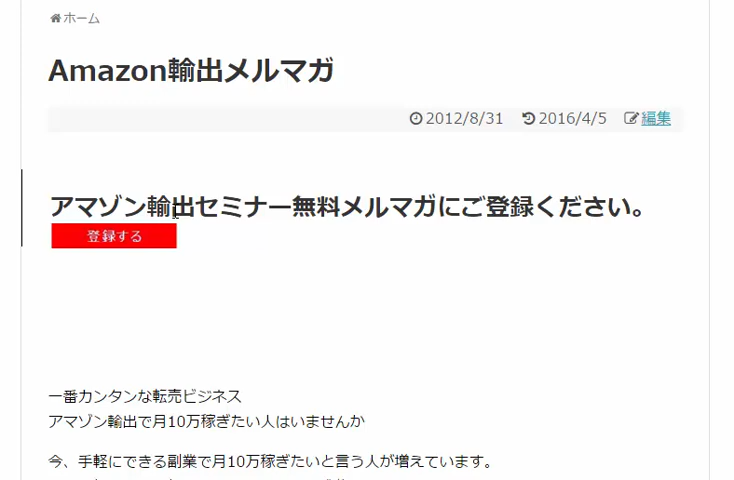 ホーム
Amazon輸出メルマガ
2012/8/31 2016/4/5 編集
アマゾン輸出セミナー無料メルマガにご登録ください。
登録する
一番カンタンな転売ビジネス
アマゾン輸出で月10万稼ぎたい人はいませんか
今、手軽にできる副業で月10万稼ぎたいと言う人が増えています。